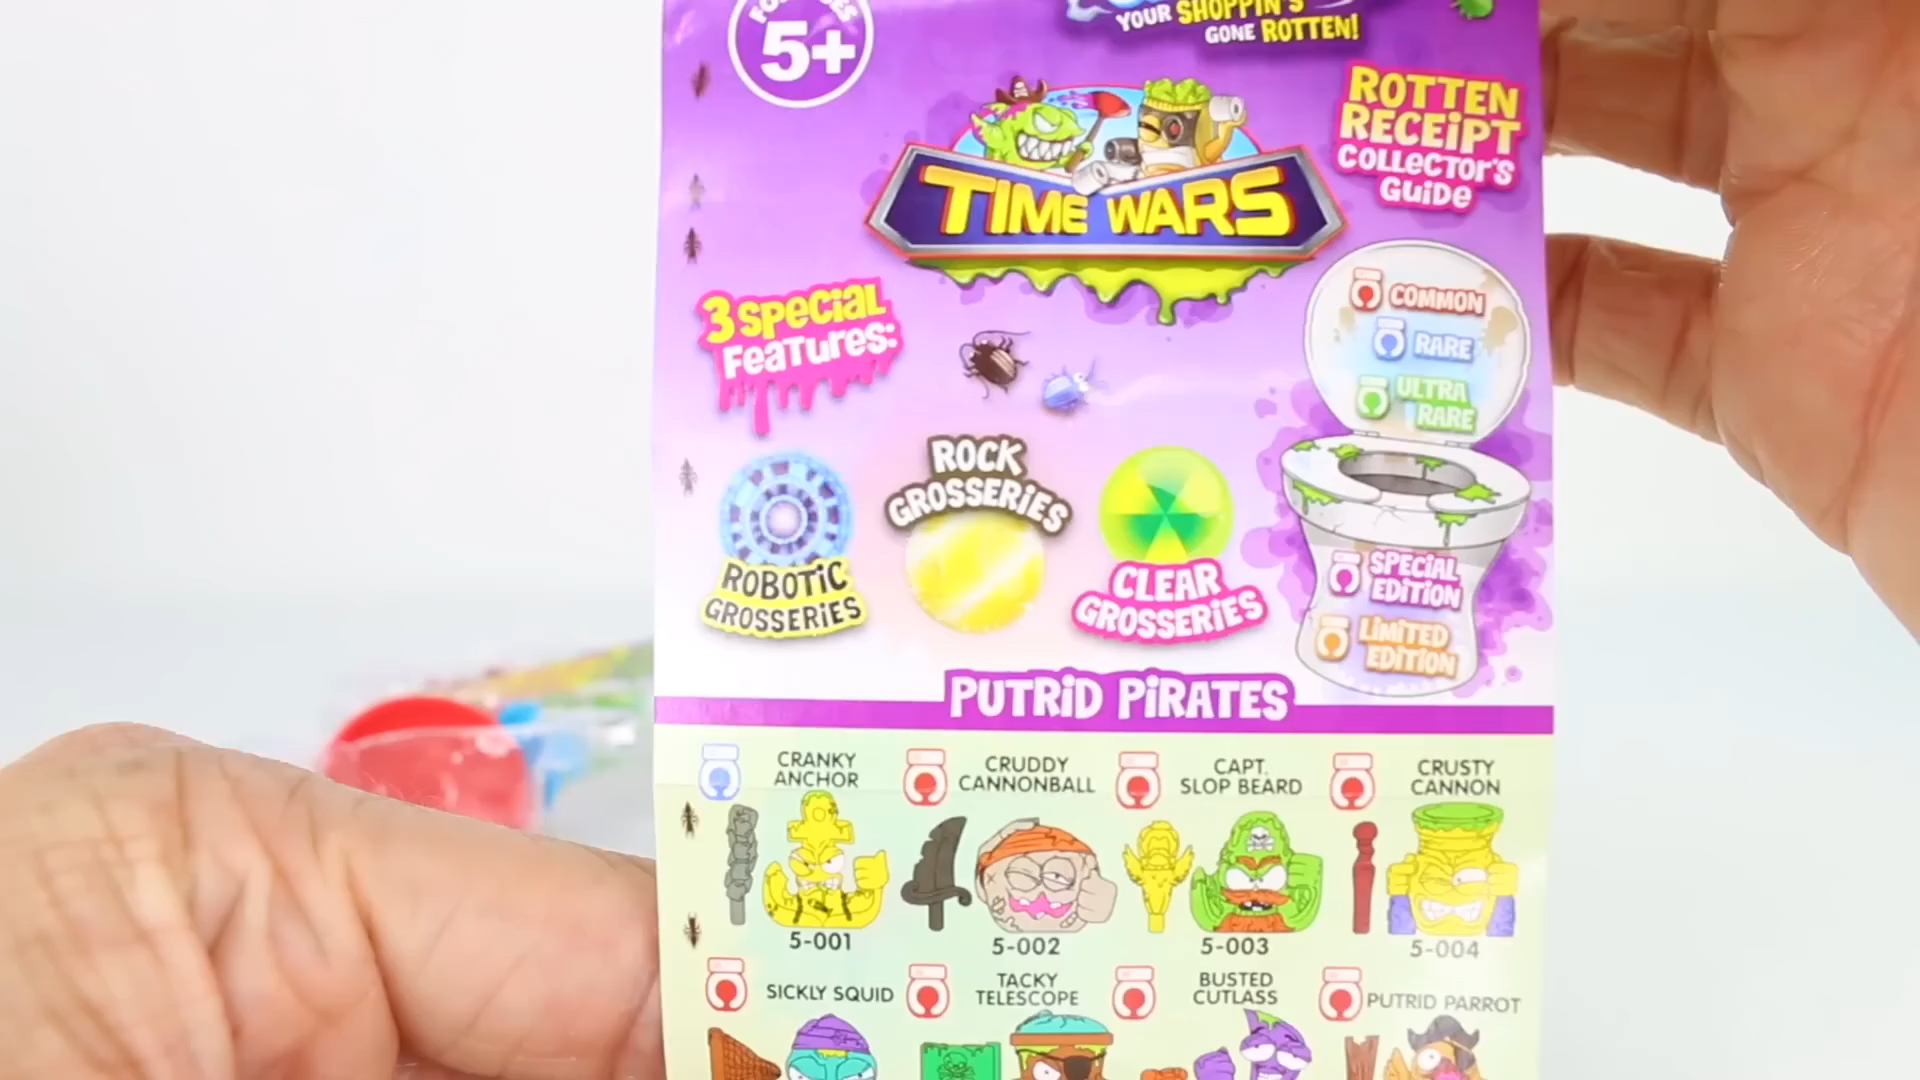 5+
YOUR SHOPPIN'S
GONE ROTTEN!
TIME WARS
ROTTEN
RECEIPT
COLLECTOR'S
GUIDE
COMMON
RARE
ULTRA
RARE
3 SPECIAL
FEATURES:
ROBOTIC
GROSSERIES
ROCK
GROSSERIES
CLEAR
GROSSERIES
SPECIAL
EDITION
LIMITED
EDITION
PUTRID PIRATES
CRANKY
ANCHOR
5-001
CRUDDY
CANNONBALL
5-002
CAPT.
SLOP BEARD
5-003
CRUSTY
CANNON
5-004
SICKLY SQUID
TACKY
TELESCOPE
BUSTED
CUTLASS
PUTRID PARROT